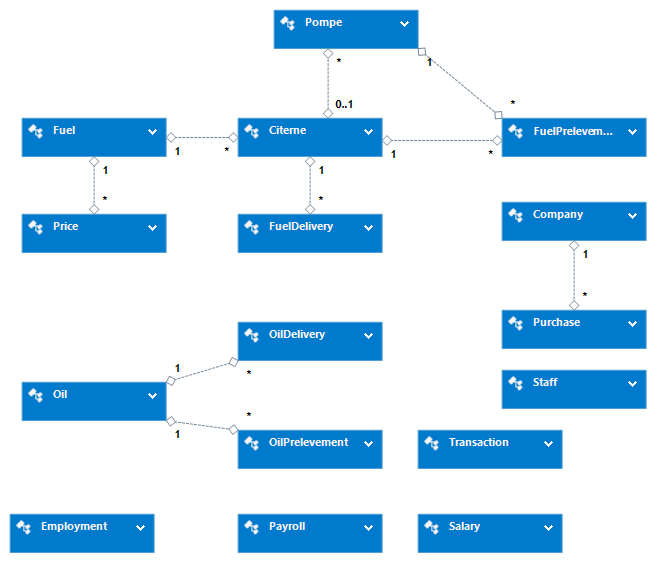 Pompe
1
*
*
0..1
Fuel
Citerne
FuelPrelevem...
1
*
1
*
1
*
1
*
Price
FuelDelivery
Company
1
*
OilDelivery
Purchase
1
*
Oil
Staff
*
1
OilPrelevement
Transaction
Employment
Payroll
Salary